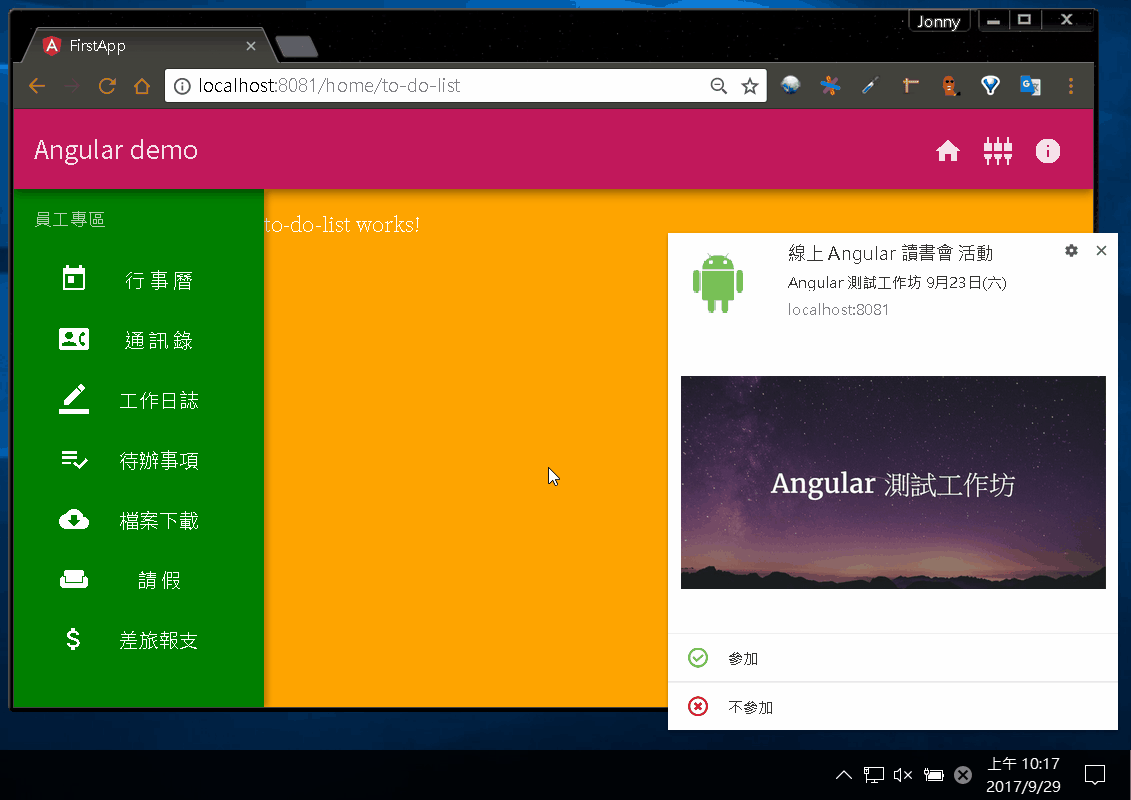 Jonny
FirstApp
localhost:8081/home/to-do-list
Angular demo
員工專區
to-do-list works!
行事曆
通訊錄
工作日誌
待辦事項
檔案下載
請假
差旅報支
線上 Angular 讀書會 活動
Angular 測試工作坊 9月23日(六)
localhost:8081
Angular 測試工作坊
參加
不參加
上午 10:17
2017/9/29